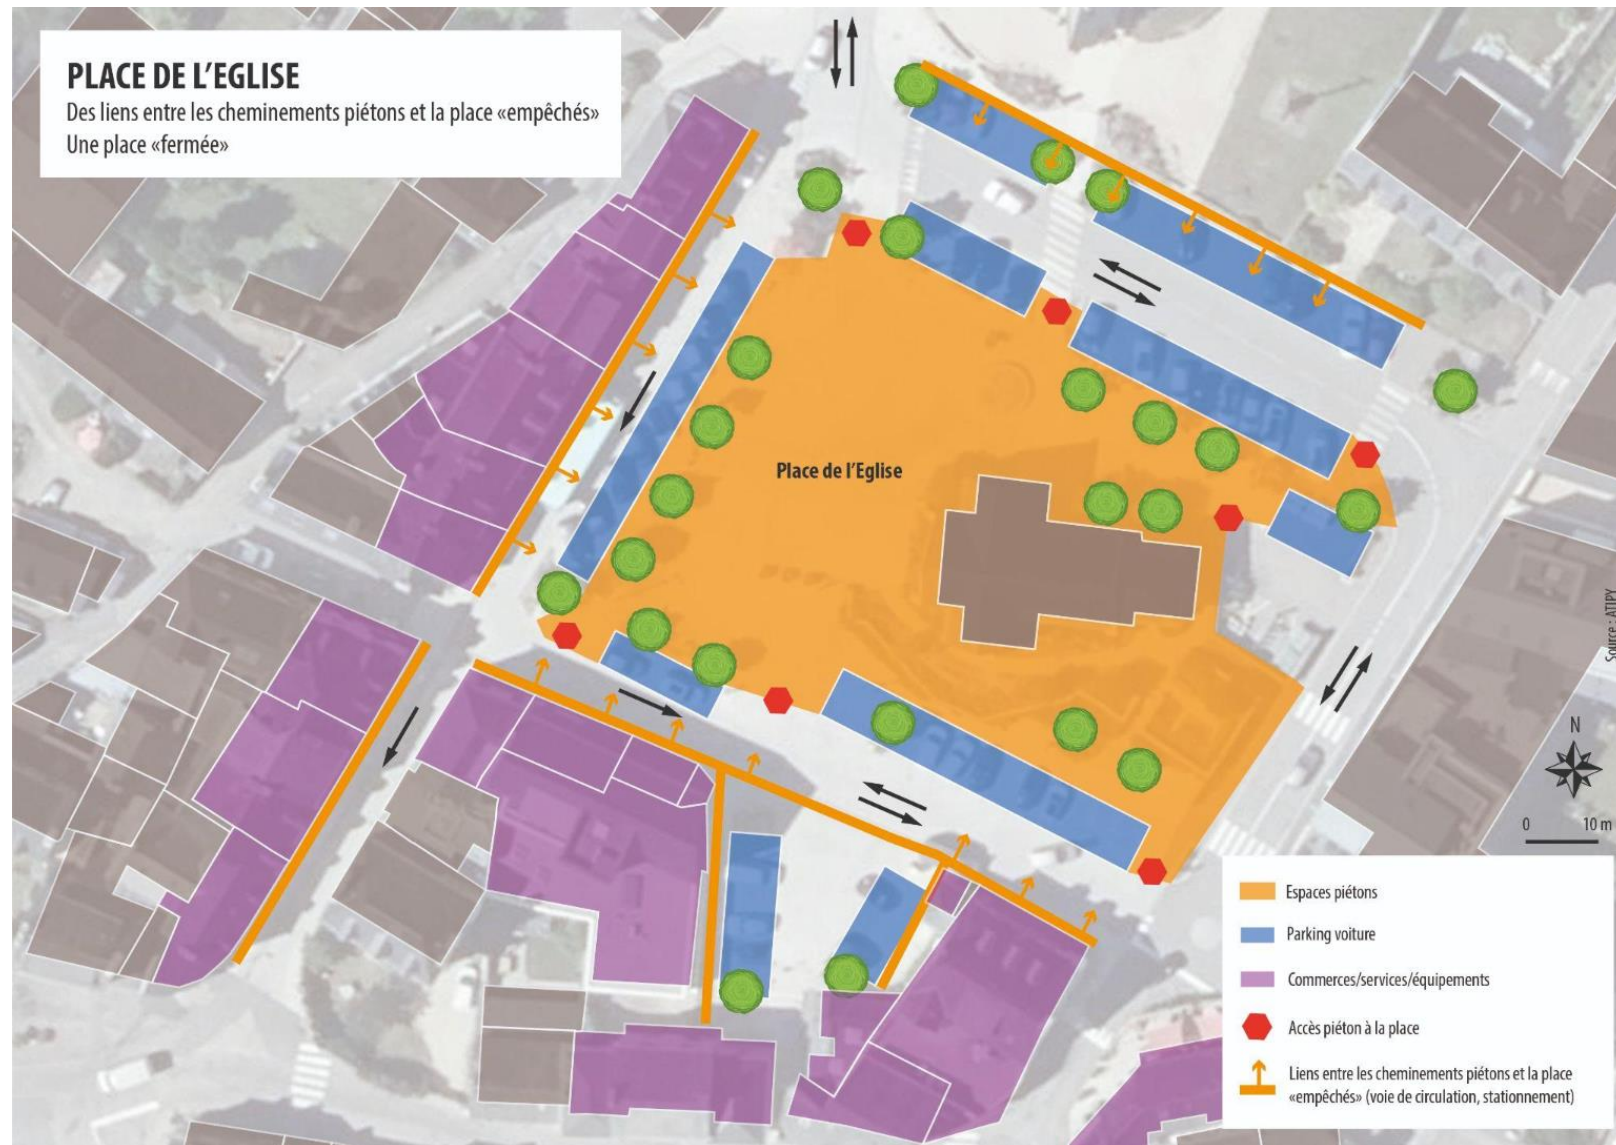 PLACE DE L'EGLISE
Des liens entre les cheminements piétons et la place «empêchés»
Une place «fermée»
Place de l'Eglise
Source : ATIPY
N
0 10 m
Espaces piétons
Parking voiture
Commerces/services/équipements
Accès piéton à la place
Liens entre les cheminements piétons et la place
«empêchés» (voie de circulation, stationnement)